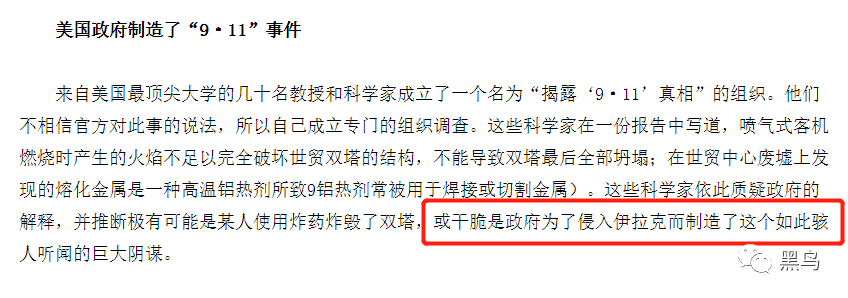 美国政府制造了“9·11”事件
来自美国最顶尖大学的几十名教授和科学家成立了一个名为“揭露‘9·11’真相”的组织。他们
不相信官方对此事的说法，所以自己成立专门的组织调查。这些科学家在一份报告中写道，喷气式客机
燃烧时产生的火焰不足以完全破坏世贸双塔的结构，不能导致双塔最后全部坍塌；在世贸中心废墟上发
现的熔化金属是一种高温铝热剂所致9铝热剂常被用于焊接或切割金属）。这些科学家依此质疑政府的
解释，并推断极有可能是某人使用炸药炸毁了双塔，或干脆是政府为了侵入伊拉克而制造了这个如此骇
人听闻的巨大阴谋。
黑鸟